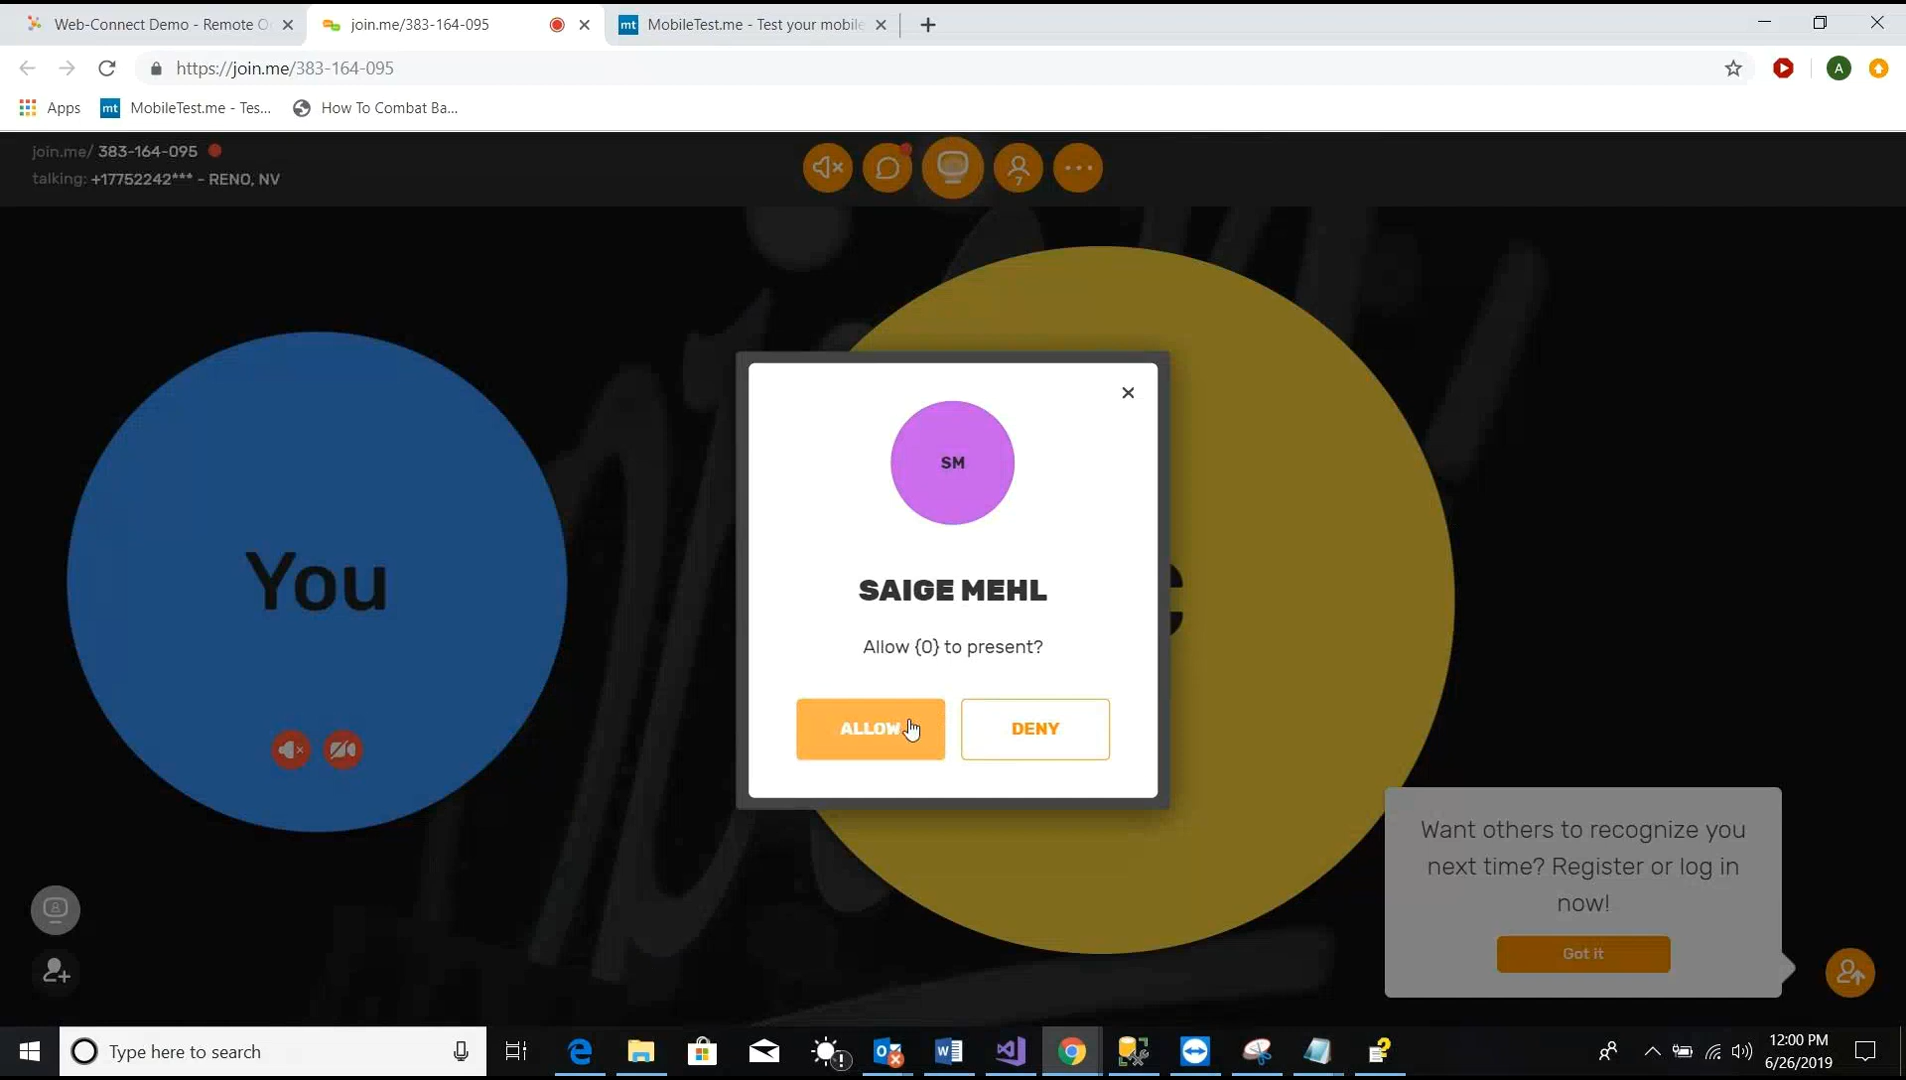 Web-Connect Demo - Remote O
join.me/383-164-095
MobileTest.me - Test your mobile
https://join.me/383-164-095
A
Apps
mt
MobileTest.me - Tes...
How To Combat Ba...
join.me/ 383-164-095
talking: +17752242*** - RENO, NV
7
You
SM
SAIGE MEHL
Allow {0} to present?
ALLOW
DENY
Want others to recognize you
next time? Register or log in
now!
Got it
Type here to search
12:00 PM
6/26/2019